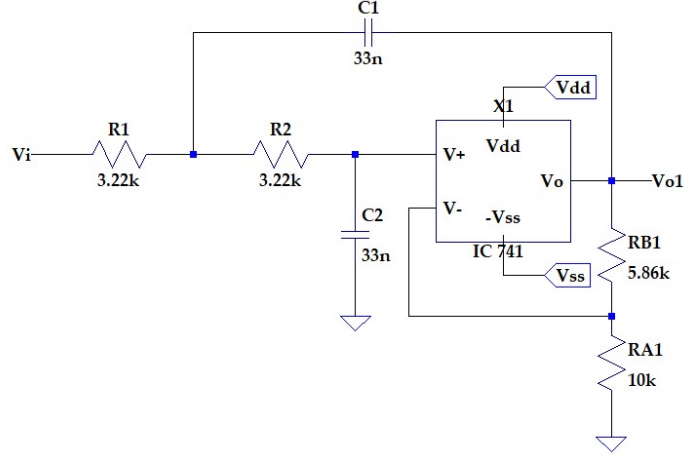 C1
33n
Vdd
X1
R1
R2
Vdd
Vi
V+
3.22k
3.22k
Vo
Vo1
V-
-Vss
C2
RB1
33n
IC 741
Vss
5.86k
RA1
10k